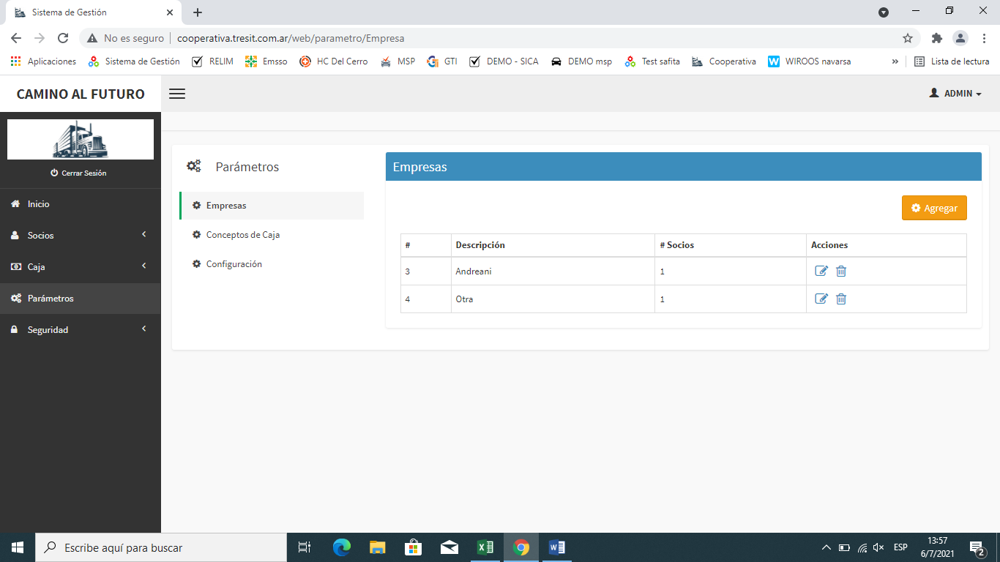 Sistema de Gestión
No es seguro | cooperativa.tresit.com.ar/web/parametro/Empresa
Aplicaciones Sistema de Gestión RELIM Emsso HC Del Cerro MSP GTI DEMO - SICA DEMO msp Test safita Cooperativa WIROOS navarsa » Lista de lectura
CAMINO AL FUTURO
ADMIN
Cerrar Sesión
Inicio
Socios
Caja
Parámetros
Seguridad
Parámetros
Empresas
Conceptos de Caja
Configuración
Empresas
Agregar
# Descripción # Socios Acciones
3 Andreani 1
4 Otra 1
Escribe aquí para buscar
ESP
13:57
6/7/2021
2